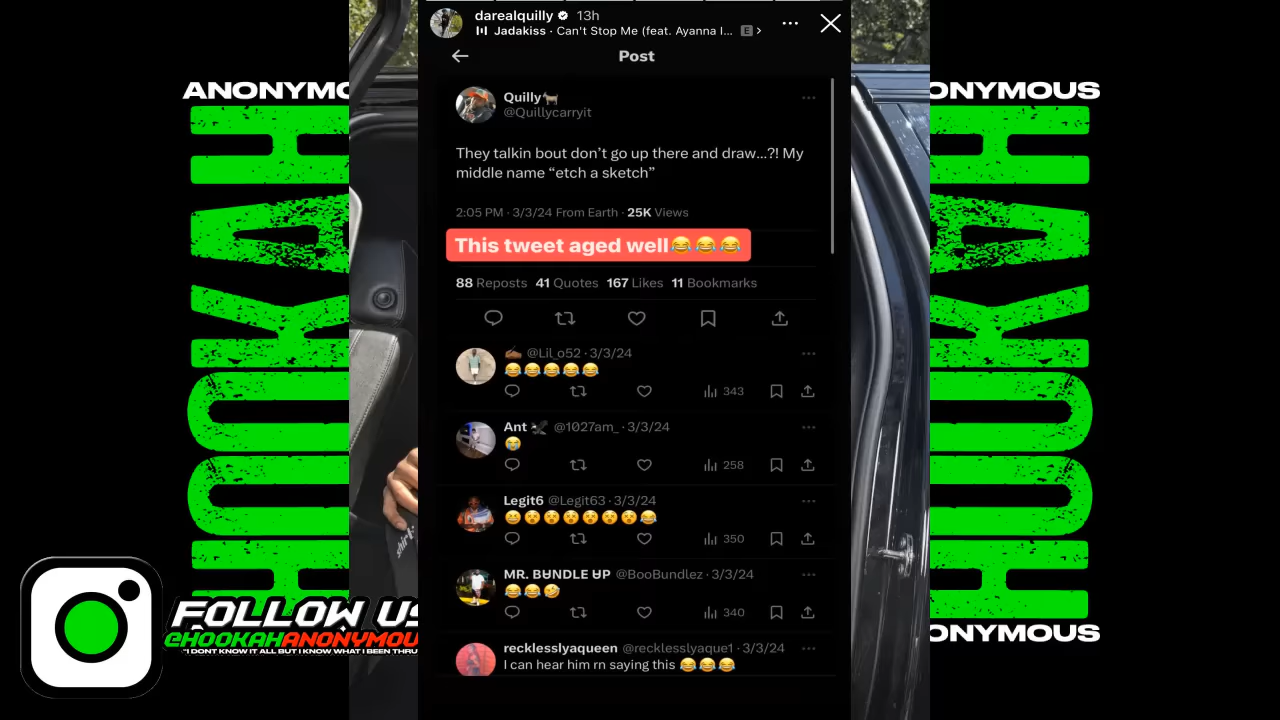 darealquilly 13h
Jadakiss · Can't Stop Me (feat. Ayanna I... E >
Post
Quilly
@Quillycarryit
They talkin bout don't go up there and draw...?! My
middle name “etch a sketch”
2:05 PM · 3/3/24 From Earth · 25K Views
This tweet aged well😂😂😂
88 Reposts 41 Quotes 167 Likes 11 Bookmarks
@Lil_o52 · 3/3/24
😂😂😂😂😂
343
Ant @1027am_ · 3/3/24
😂
258
Legit6 @Legit63 · 3/3/24
😆😵😵😵😵😵😵😂
350
MR. BUNDLE UP @BooBundlez · 3/3/24
😂😂🤣
340
recklesslyaqueen @recklesslyaque1 · 3/3/24
I can hear him rn saying this 😂😂😂
ANONYMO
HOOKAH
ONYMOUS
ONYMOUS
HOOKAH
FOLLOW US
@HOOKAHANONYMOU
"I DONT KNOW IT ALL BUT I KNOW WHAT I BEEN THRU